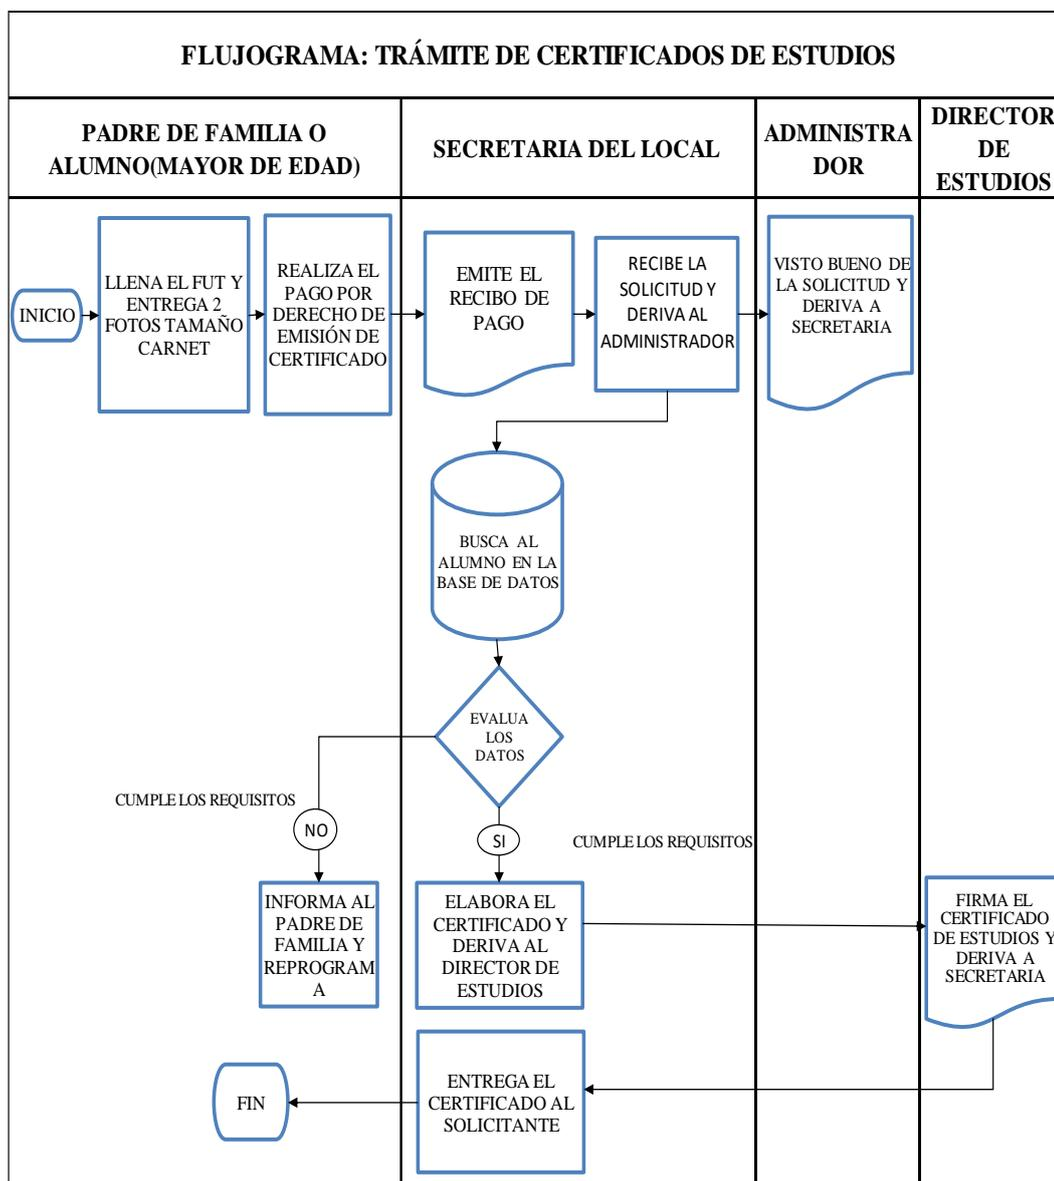 FLUJOGRAMA: TRÁMITE DE CERTIFICADOS DE ESTUDIOS
PADRE DE FAMILIA O
ALUMNO(MAYOR DE EDAD)
SECRETARIA DEL LOCAL
ADMINISTRA
DOR
DIRECTOR
DE
ESTUDIOS
INICIO
LLENA EL FUT Y
ENTREGA 2
FOTOS TAMAÑO
CARNET
REALIZA EL
PAGO POR
DERECHO DE
EMISIÓN DE
CERTIFICADO
EMITE EL
RECIBO DE
PAGO
RECIBE LA
SOLICITUD Y
DERIVA AL
ADMINISTRADOR
VISTO BUENO DE
LA SOLICITUD Y
DERIVA A
SECRETARIA
BUSCA AL
ALUMNO EN LA
BASE DE DATOS
EVALUA
LOS
DATOS
CUMPLE LOS REQUISITOS
NO
SI
CUMPLE LOS REQUISITOS
INFORMA AL
PADRE DE
FAMILIA Y
REPROGRAM
A
ELABORA EL
CERTIFICADO Y
DERIVA AL
DIRECTOR DE
ESTUDIOS
FIRMA EL
CERTIFICADO
DE ESTUDIOS Y
DERIVA A
SECRETARIA
ENTREGA EL
CERTIFICADO AL
SOLICITANTE
FIN